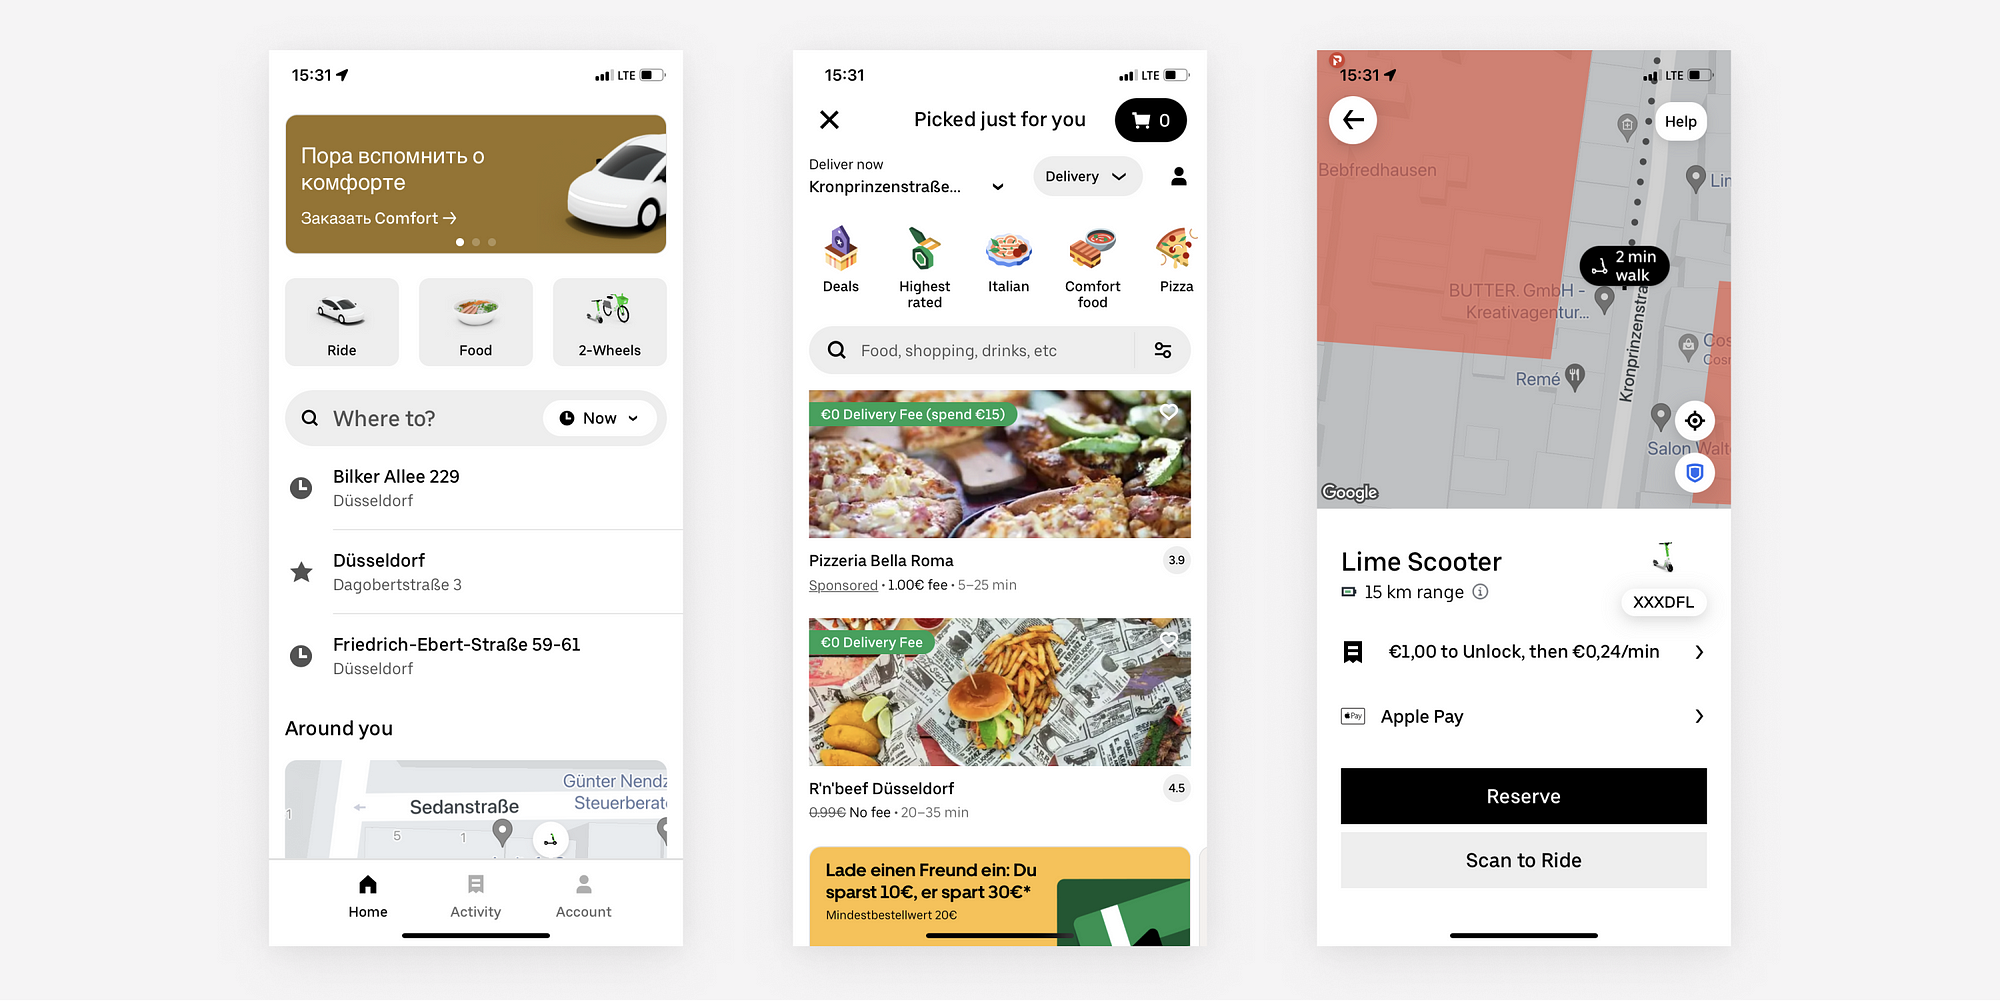 15:31
LTE
Пора вспомнить о
комфорте
Заказать Comfort →
Ride
Food
2-Wheels
Where to?
Now
Bilker Allee 229
Düsseldorf
Düsseldorf
Dagobertstraße 3
Friedrich-Ebert-Straße 59-61
Düsseldorf
Around you
Günter Nendz
Steuerberat
Sedanstraße
1
5
1
Home
Activity
Account
15:31
LTE
Picked just for you
0
Deliver now
Kronprinzenstraße...
Delivery
Deals
Highest
rated
Italian
Comfort
food
Pizza
Food, shopping, drinks, etc
€0 Delivery Fee (spend €15)
Pizzeria Bella Roma
3.9
Sponsored • 1.00€ fee • 5–25 min
€0 Delivery Fee
R'n'beef Düsseldorf
4.5
0.99€ No fee • 20–35 min
Lade einen Freund ein: Du
sparst 10€, er spart 30€*
Mindestbestellwert 20€
15:31
LTE
Help
Bebfredhausen
Lim
2 min
walk
BUTTER. GmbH -
Kreativagentur...
Kronprinzenstra
Cos
Cosm
Remé
Salon Walt
Google
Lime Scooter
15 km range
XXXDFL
€1,00 to Unlock, then €0,24/min
Pay
Apple Pay
Reserve
Scan to Ride